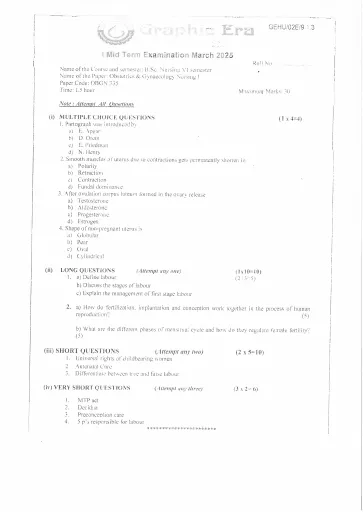 GEHU/02E/9 : 3
Graphic Era
Mid Term Examination March 2025
Roll No
Name of the Course and semester: B.Sc. Nursing VI semester
Name of the Paper: Obstetrics & Gynaecology Nursing I
Paper Code:
Time: 1.5 hour
Maximum Marks: 30
Note : Attempt All Questions
(i) MULTIPLE CHOICE QUESTIONS (1 x 4=4)
1. Partograph was introduced by
a) E.
b) D.
c) E. Friedman
d) N. Henry
2. Smooth muscles of uterus due to contractions gets permanently shorten is
a) Polarity
b) Retraction
c) Contraction
d) Fundal dominance
3. After ovulation corpus luteum formed in the ovary release
a) Testosterone
b)
c) Progesterone
d) Estrogen
4. Shape of non-pregnant uterus is
a) Globular
b) Pear
c) Oval
d) Cylindrical
(ii) LONG QUESTIONS (Attempt any one) (1x10=10)
1. a) Define labour
b) Discuss the stages of labour
c) Explain the management of first stage labour
2. a) How do fertilization, implantation and conception work together in the process of human
reproduction? (5)
b) What are the different phases of menstrual cycle and how do they regulate female fertility?
(5)
(iii) SHORT QUESTIONS (Attempt any two) (2 x 5=10)
1. Universal rights of childbearing women
2. Antenatal Care
3. Differentiate between true and false labour
(iv) VERY SHORT QUESTIONS (Attempt any three) (3 x 2= 6)
1. MTP act
2. Decidua
3. Preconception care
4. 5 p's responsible for labour
**********************